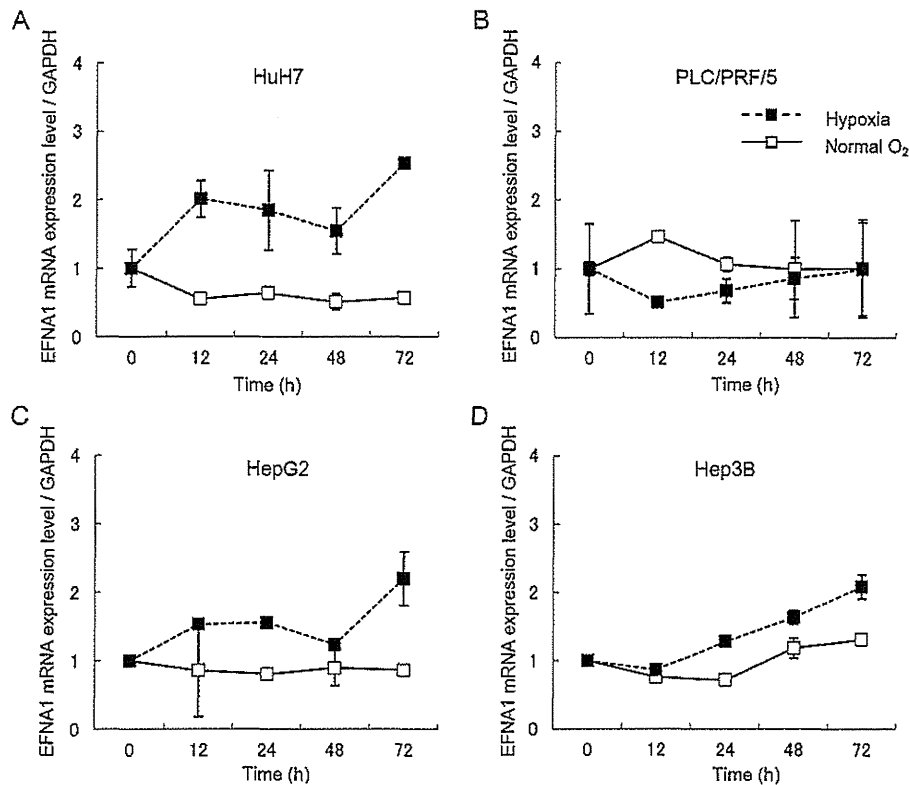 A
HuH7
EFNA1 mRNA expression level / GAPDH
4
3
2
1
0
0 12 24 48 72
Time (h)
B
PLC/PRF/5
Hypoxia
Normal O₂
EFNA1 mRNA expression level / GAPDH
4
3
2
1
0
0 12 24 48 72
Time (h)
C
HepG2
EFNA1 mRNA expression level / GAPDH
4
3
2
1
0
0 12 24 48 72
Time (h)
D
Hep3B
EFNA1 mRNA expression level / GAPDH
4
3
2
1
0
0 12 24 48 72
Time (h)